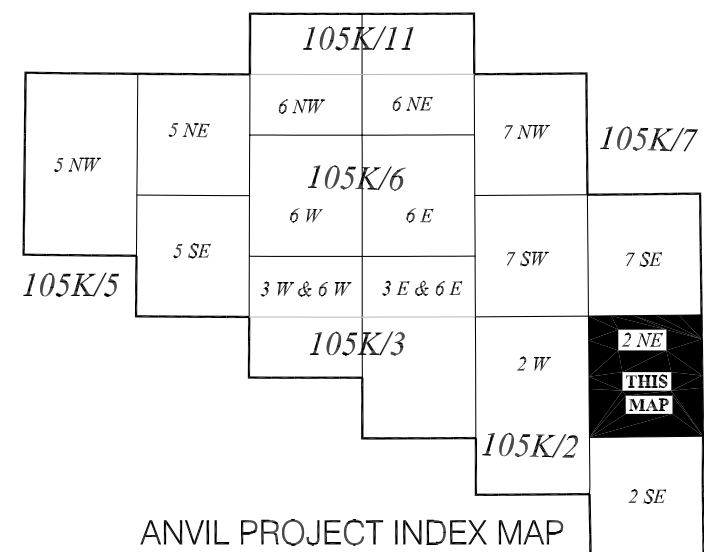 105K/11
6 NW
6 NE
5 NE
7 NW
105K/7
5 NW
105K/6
6 W
6 E
5 SE
7 SW
7 SE
105K/5
3 W & 6 W
3 E & 6 E
105K/3
2 NE
2 W
THIS
MAP
105K/2
2 SE
ANVIL PROJECT INDEX MAP